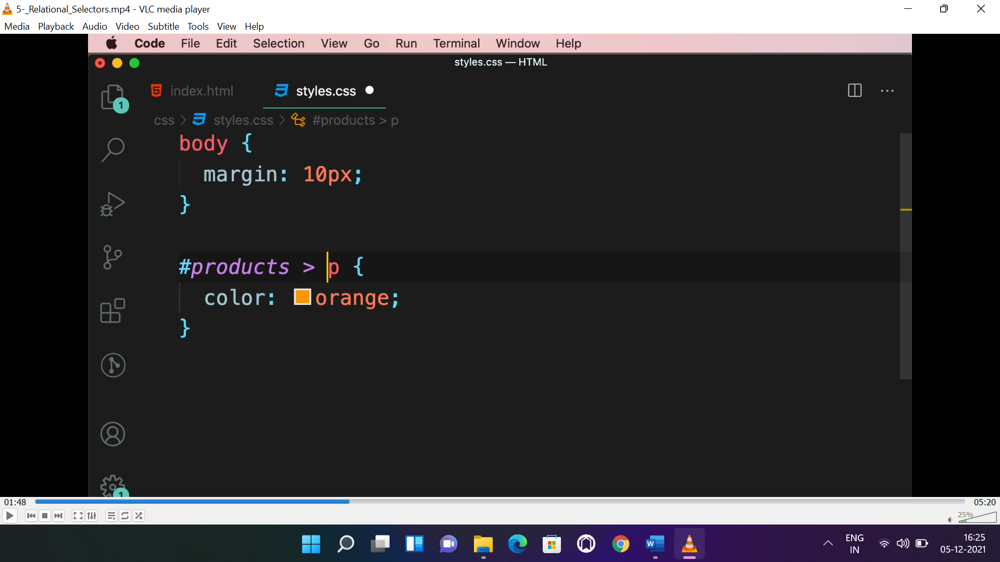 5-_Relational_Selectors.mp4 - VLC media player
Media Playback Audio Video Subtitle Tools View Help
Code File Edit Selection View Go Run Terminal Window Help
styles.css — HTML
index.html styles.css
1
css > styles.css > #products > p
body {
margin: 10px;
}
#products > p {
color: orange;
}
1
01:48 05:20
25%
ENG
IN
16:25
05-12-2021